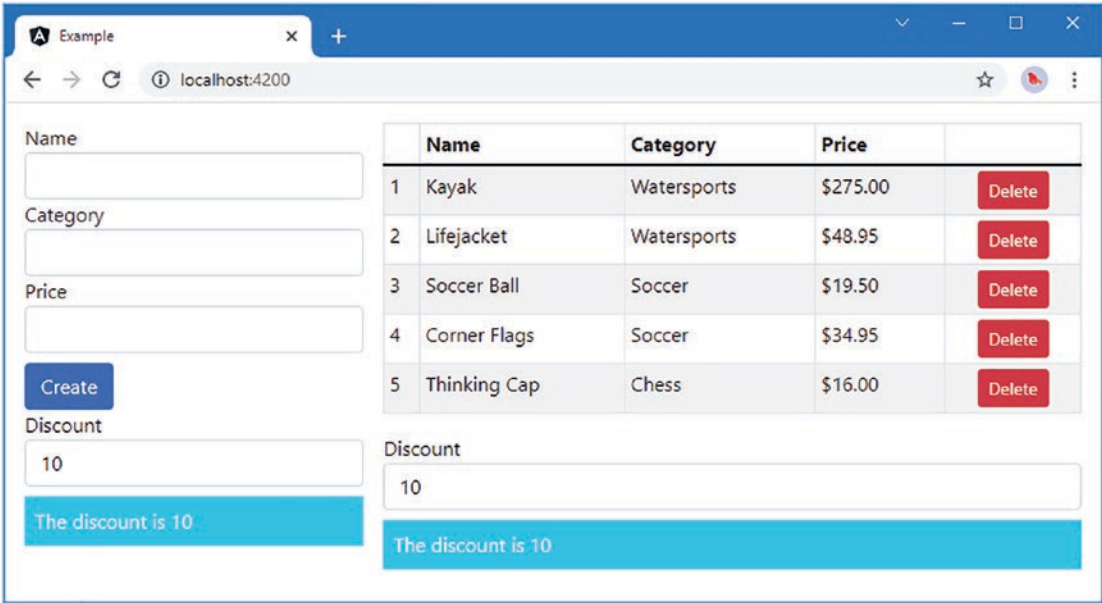 Example
localhost:4200
Name
Category
Price
Create
Discount
10
The discount is 10
Name Category Price
1 Kayak Watersports $275.00 Delete
2 Lifejacket Watersports $48.95 Delete
3 Soccer Ball Soccer $19.50 Delete
4 Corner Flags Soccer $34.95 Delete
5 Thinking Cap Chess $16.00 Delete
Discount
10
The discount is 10